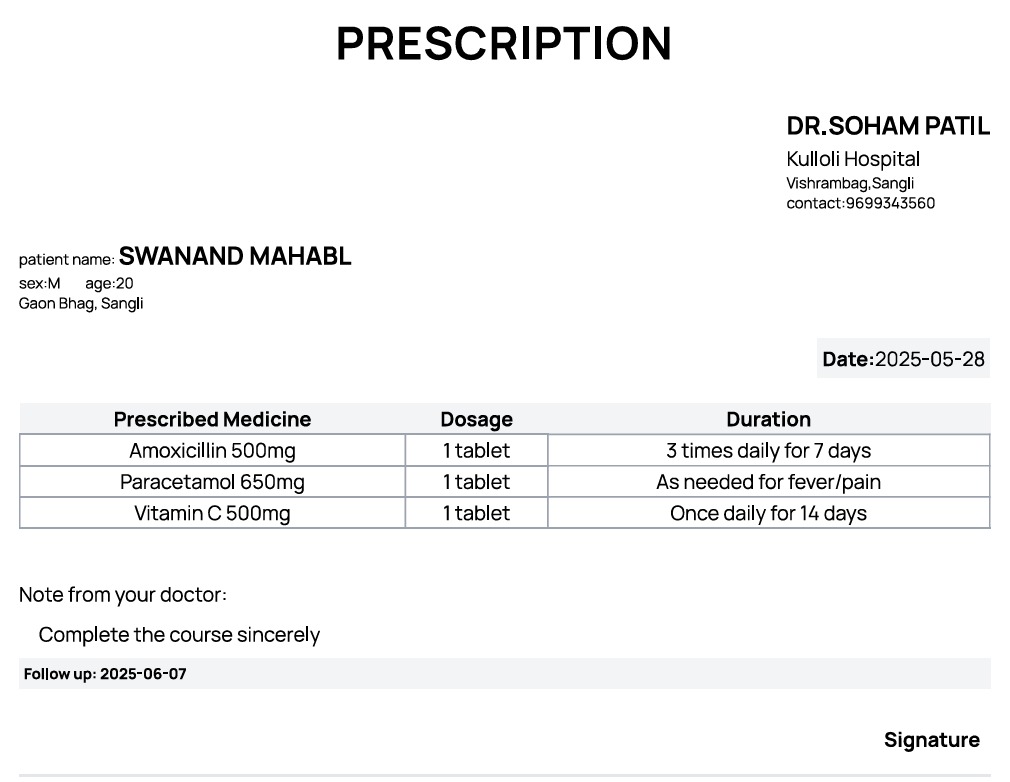 PRESCRIPTION
DR.SOHAM PATIL
Kulloli Hospital
Vishrambag,Sangli
contact:9699343560
patient name: SWANAND MAHABL
sex:M age:20
Gaon Bhag, Sangli
Date:2025-05-28
Prescribed Medicine Dosage Duration
Amoxicillin 500mg 1 tablet 3 times daily for 7 days
Paracetamol 650mg 1 tablet As needed for fever/pain
Vitamin C 500mg 1 tablet Once daily for 14 days
Note from your doctor:
Complete the course sincerely
Follow up: 2025-06-07
Signature